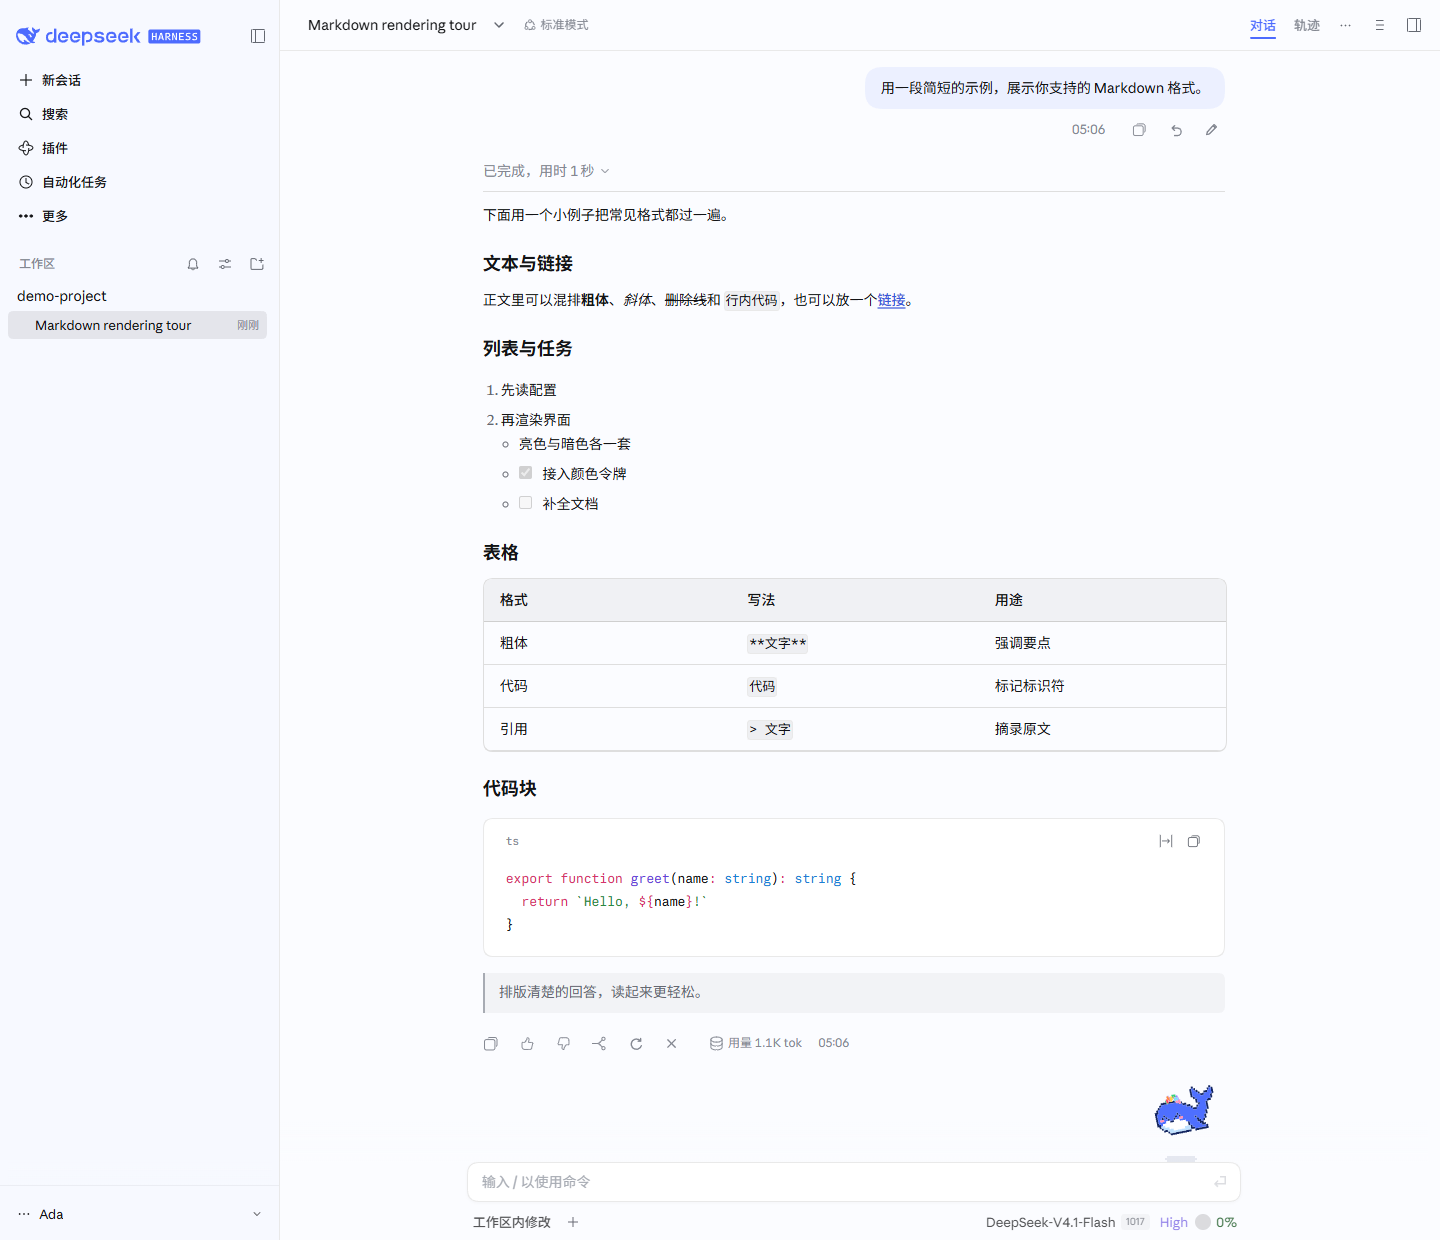 deepseek HARNESS
新会话
搜索
插件
自动化任务
更多
工作区
demo-project
Markdown rendering tour 刚刚
Ada
Markdown rendering tour 标准模式 对话 轨迹
用一段简短的示例，展示你支持的 Markdown 格式。
05:06
已完成，用时 1 秒
下面用一个小例子把常见格式都过一遍。
文本与链接
正文里可以混排粗体、斜体、删除线和 行内代码，也可以放一个链接。
列表与任务
1. 先读配置
2. 再渲染界面
亮色与暗色各一套
接入颜色令牌
补全文档
表格
格式 写法 用途
粗体 **文字** 强调要点
代码 代码 标记标识符
引用 > 文字 摘录原文
代码块
ts
export function greet(name: string): string {
  return `Hello, ${name}!`
}
排版清楚的回答，读起来更轻松。
用量 1.1K tok 05:06
输入 / 以使用命令
工作区内修改 DeepSeek-V4.1-Flash 1017 High 0%